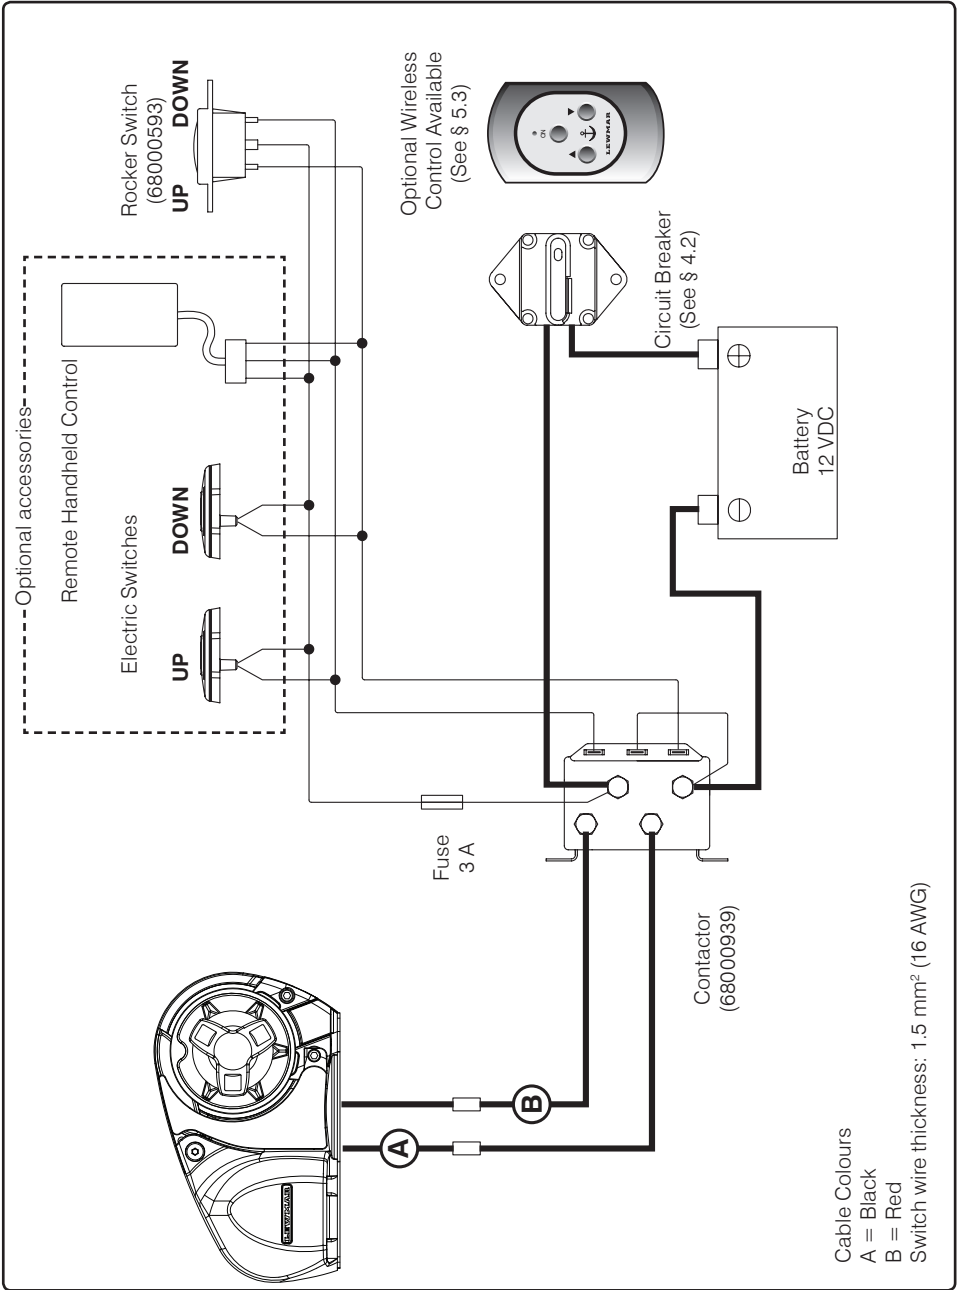 Optional accessories
Remote Handheld Control
Electric Switches
UP
DOWN
Rocker Switch
(68000593)
UP
DOWN
Optional Wireless
Control Available
(See § 5.3)
ON
LEWMAR
Circuit Breaker
(See § 4.2)
Battery
12 VDC
Fuse
3 A
Contactor
(68000939)
LEWMAR
A
B
Cable Colours
A = Black
B = Red
Switch wire thickness: 1.5 mm² (16 AWG)